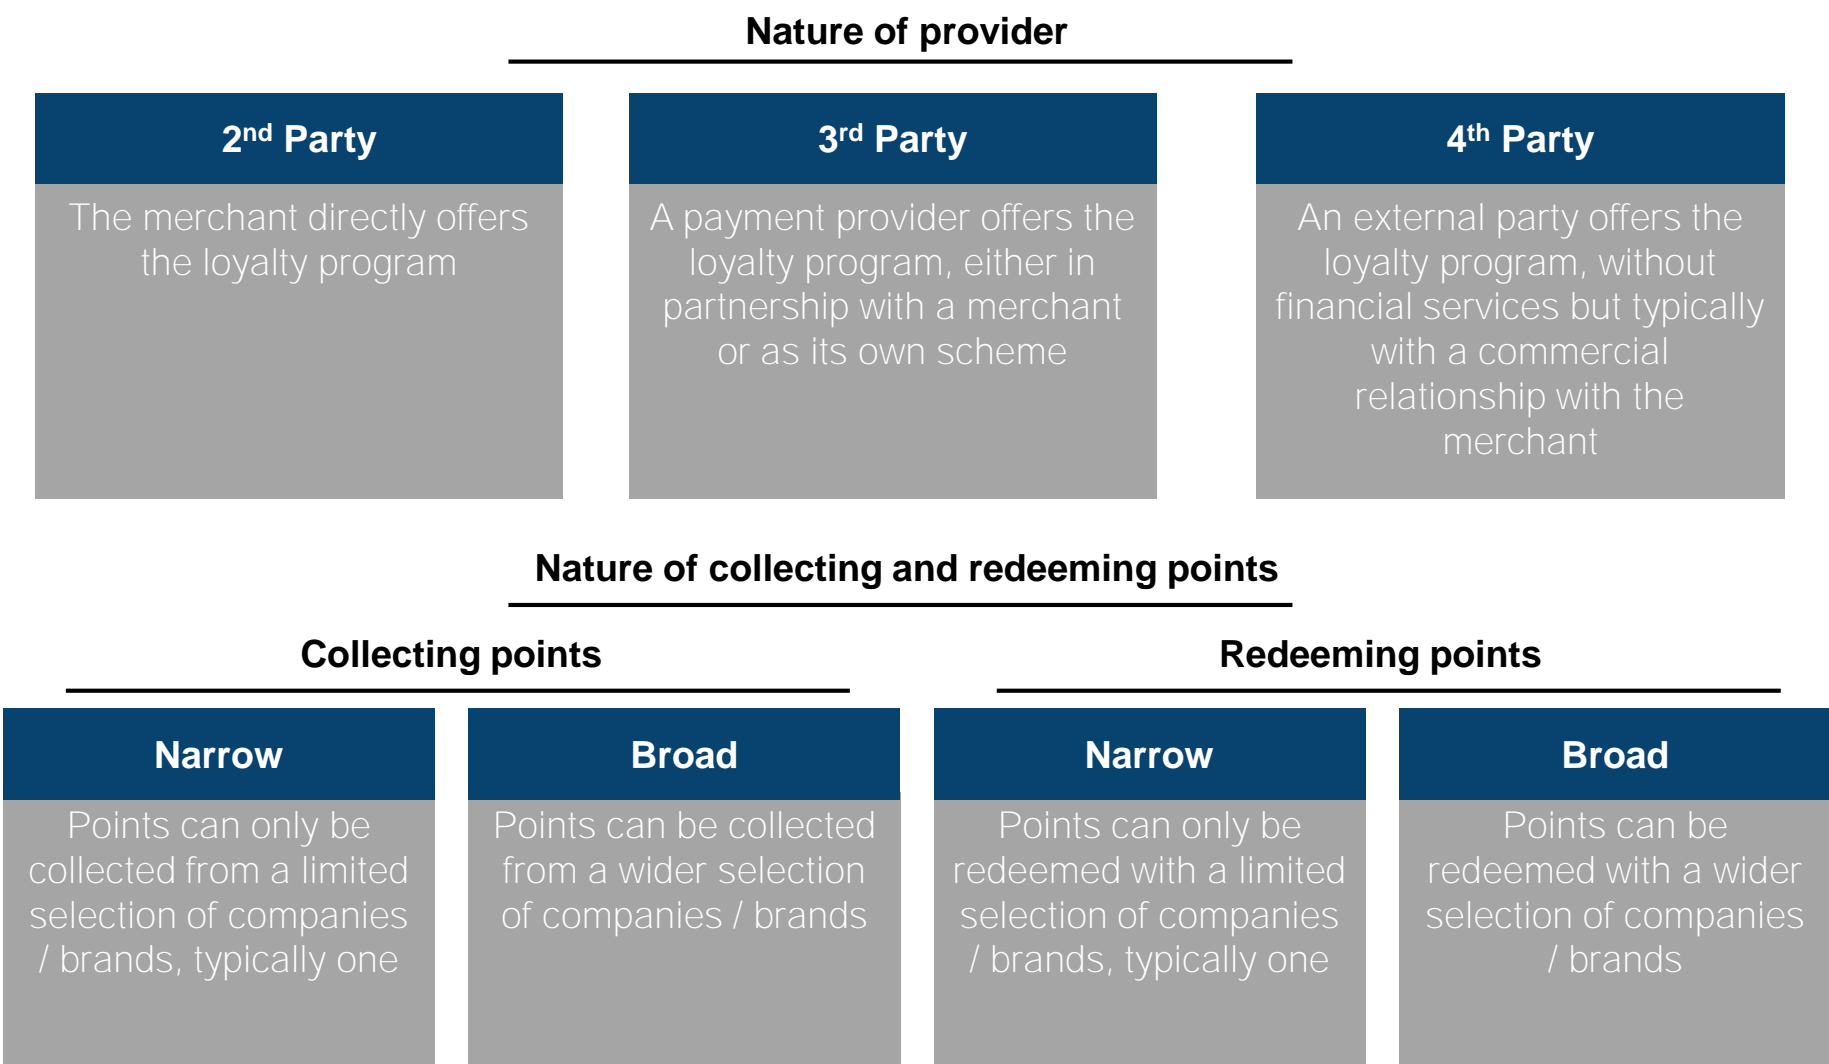 Nature of provider
2nd Party
The merchant directly offers
the loyalty program
3rd Party
A payment provider offers the
loyalty program, either in
partnership with a merchant
or as its own scheme
4th Party
An external party offers the
loyalty program, without
financial services but typically
with a commercial
relationship with the
merchant
Nature of collecting and redeeming points
Collecting points
Narrow
Points can only be
collected from a limited
selection of companies
/ brands, typically one
Broad
Points can be collected
from a wider selection
of companies / brands
Redeeming points
Narrow
Points can only be
redeemed with a limited
selection of companies
/ brands, typically one
Broad
Points can be
redeemed with a wider
selection of companies
/ brands